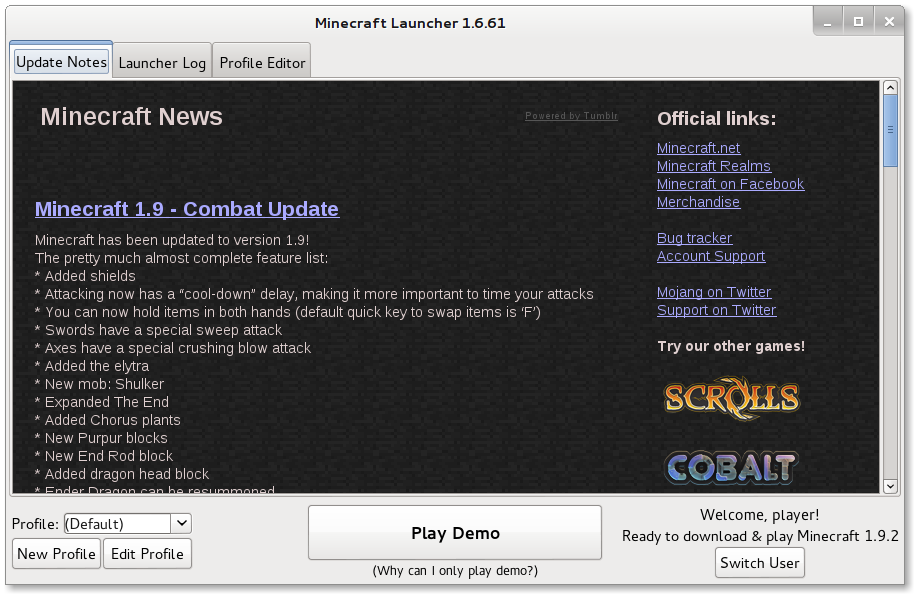 Minecraft Launcher 1.6.61
Update Notes
Launcher Log
Profile Editor
Minecraft News
Powered by Tumblr
Minecraft 1.9 - Combat Update
Minecraft has been updated to version 1.9!
The pretty much almost complete feature list:
* Added shields
* Attacking now has a “cool-down” delay, making it more important to time your attacks
* You can now hold items in both hands (default quick key to swap items is ‘F’)
* Swords have a special sweep attack
* Axes have a special crushing blow attack
* Added the elytra
* New mob: Shulker
* Expanded The End
* Added Chorus plants
* New Purpur blocks
* New End Rod block
* Added dragon head block
* Ender Dragon can be resummoned
Official links:
Minecraft.net
Minecraft Realms
Minecraft on Facebook
Merchandise
Bug tracker
Account Support
Mojang on Twitter
Support on Twitter
Try our other games!
SCROLLS
COBALT
Profile: (Default)
New Profile
Edit Profile
Play Demo
(Why can I only play demo?)
Welcome, player!
Ready to download & play Minecraft 1.9.2
Switch User